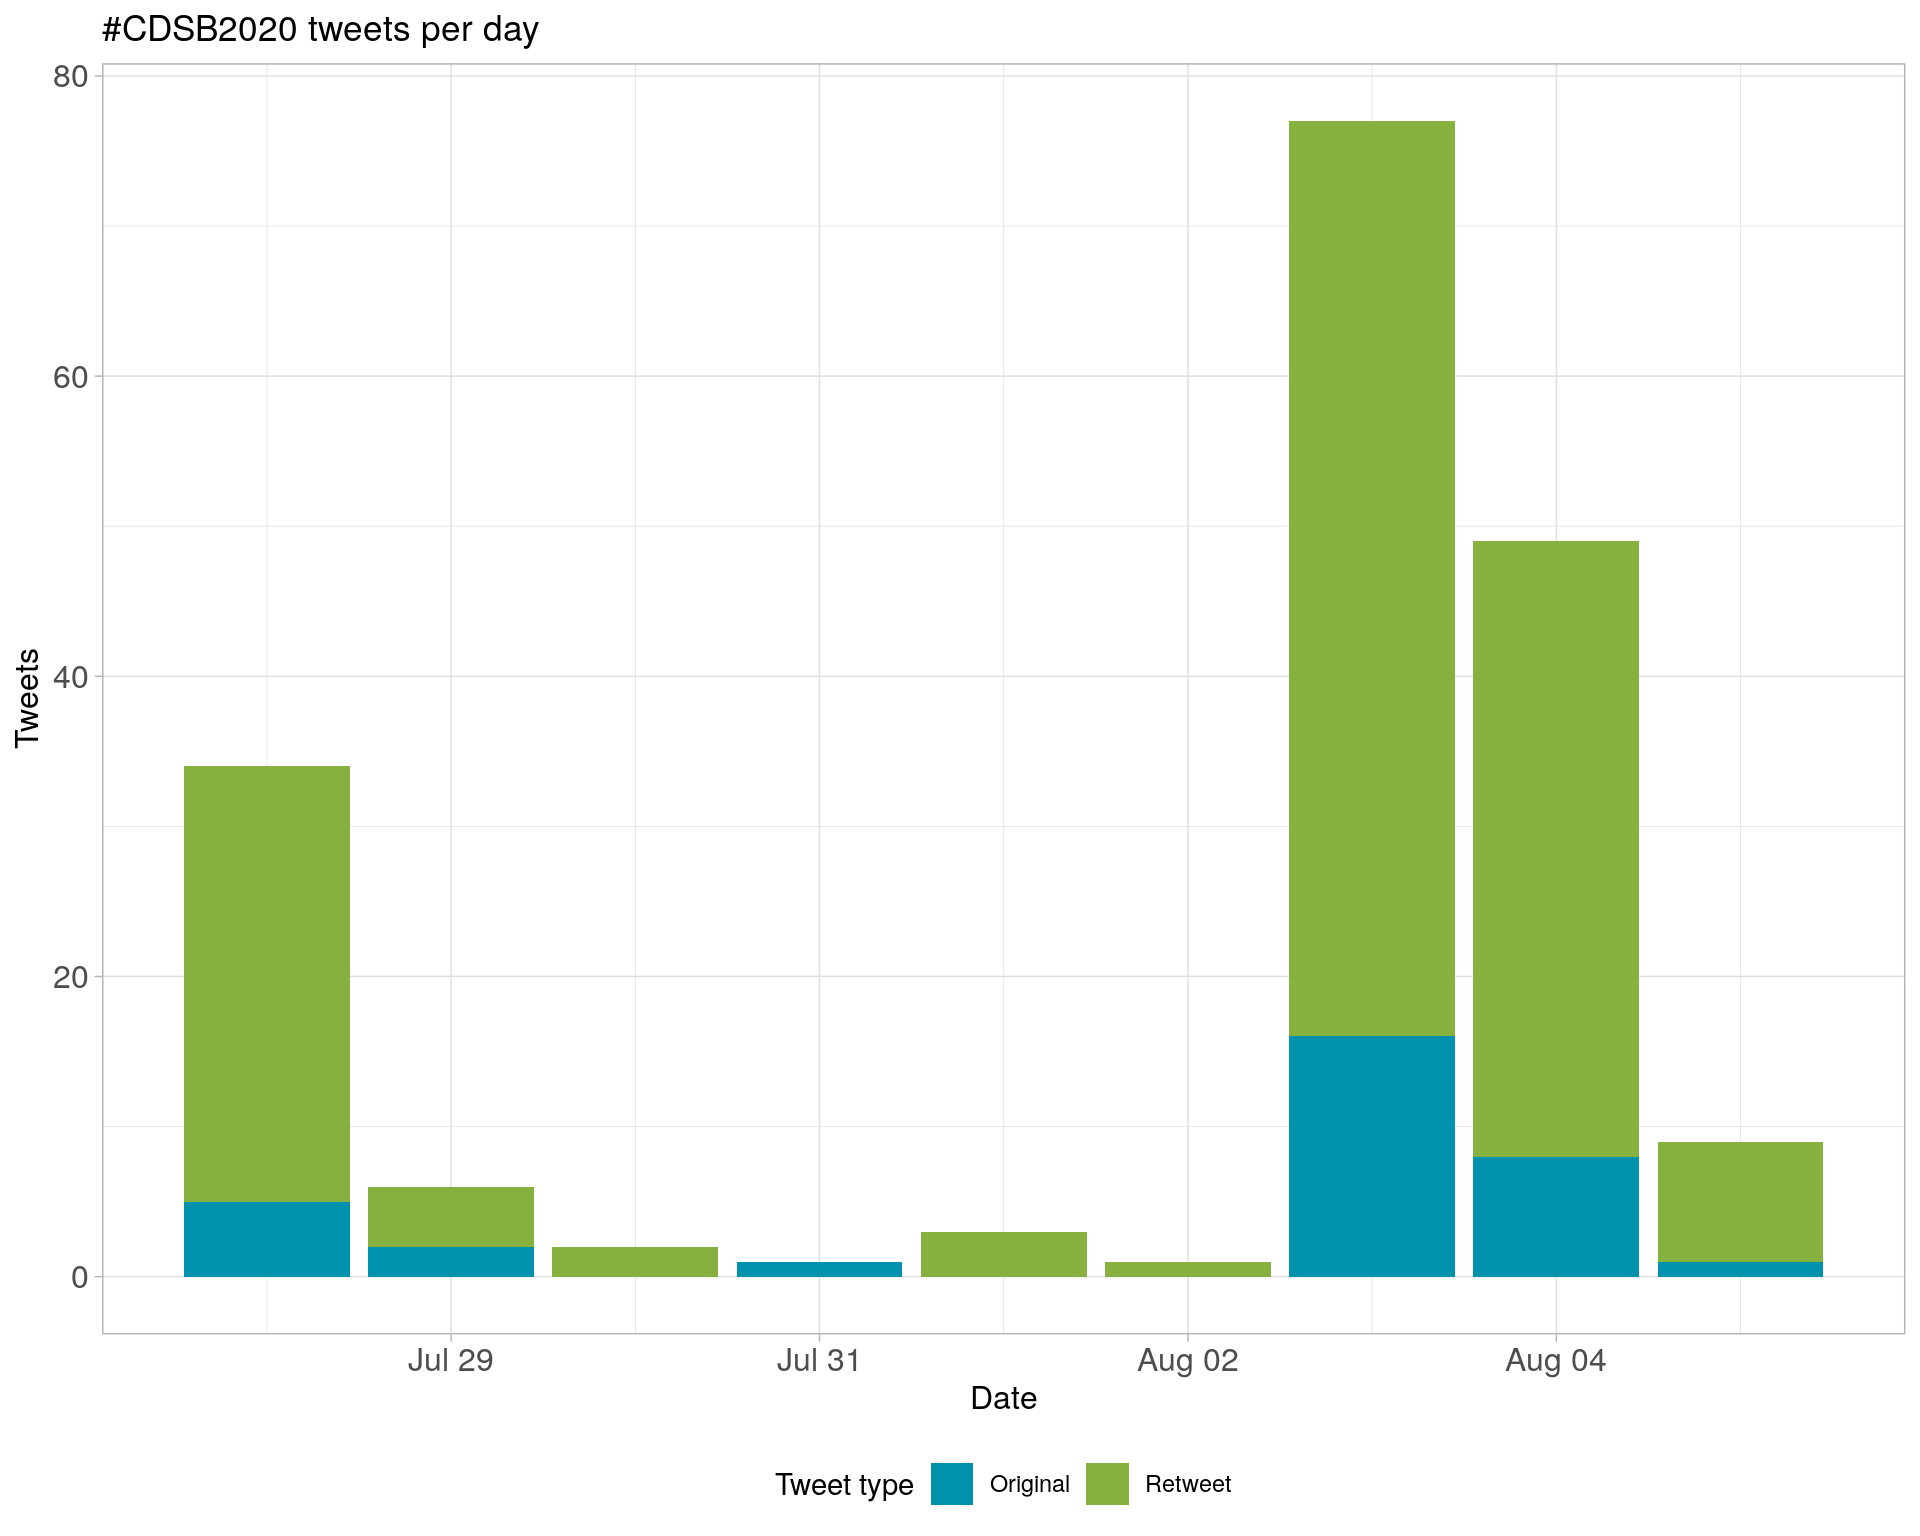 #CDSB2020 tweets per day
80
60
40
20
0
Tweets
Jul 29 Jul 31 Aug 02 Aug 04
Date
Tweet type Original Retweet